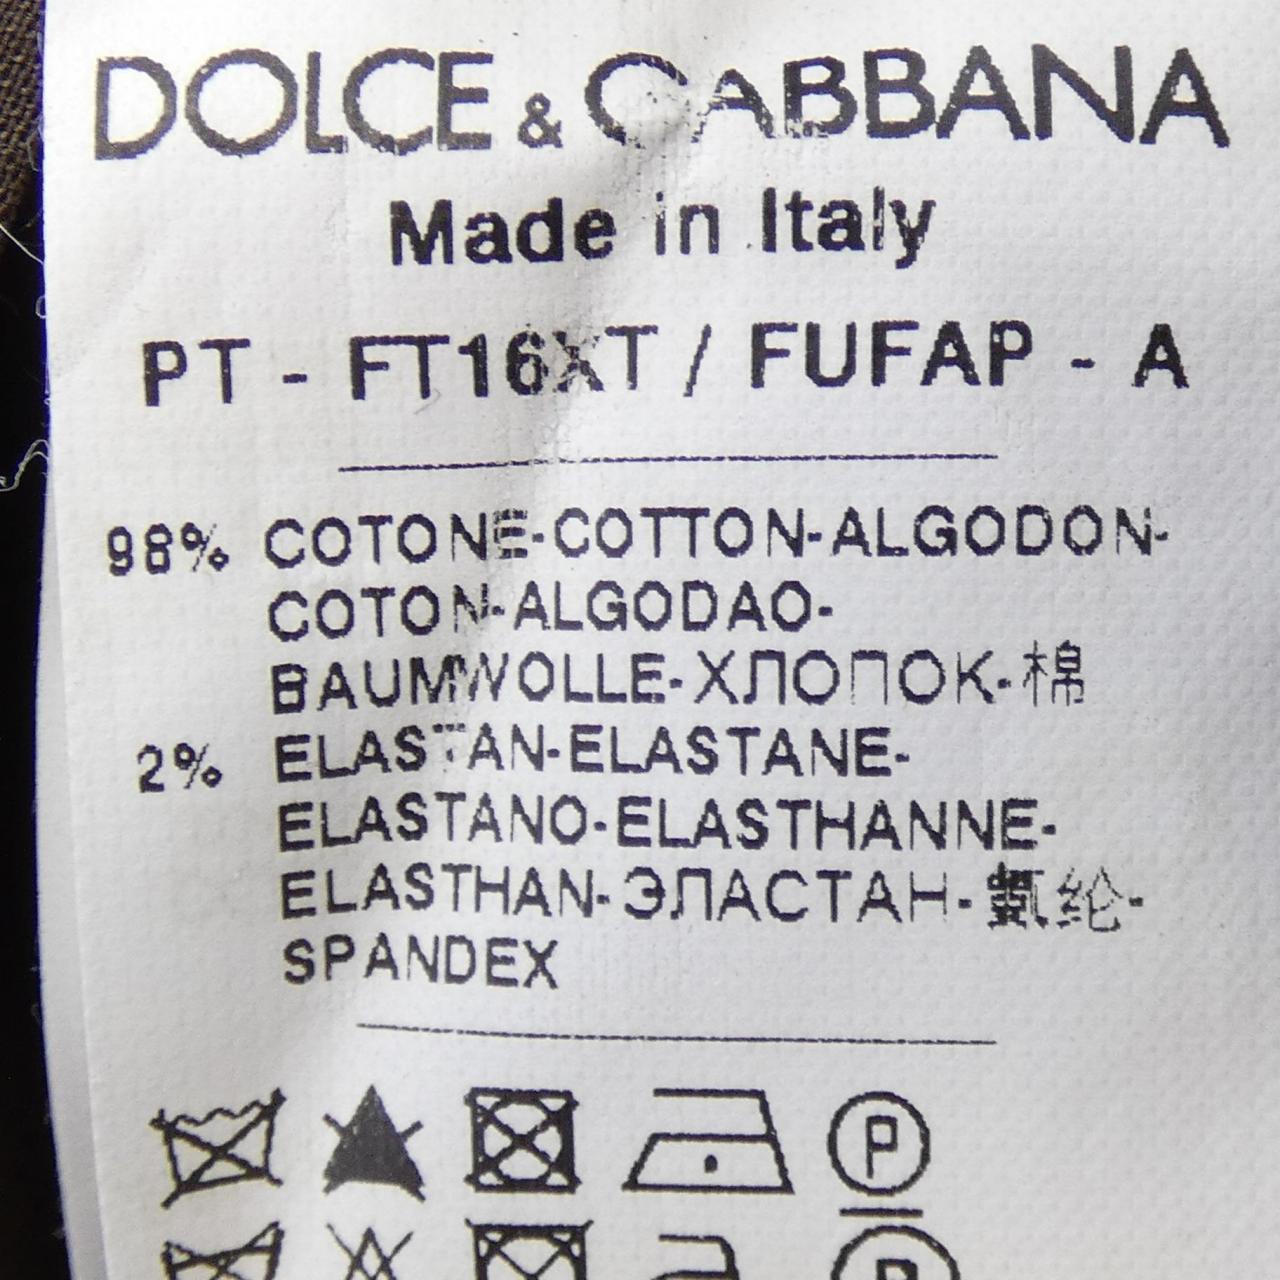 DOLCE & GABBANA
Made in Italy
PT - FT16XT / FUFAP - A
98% COTONE-COTTON-ALGODON-
COTON-ALGODAO-
BAUMWOLLE-ХЛОПОК-棉
2% ELASTAN-ELASTANE-
ELASTANO-ELASTHANNE-
ELASTHAN-ЭЛАСТАН-氨纶-
SPANDEX
P
P